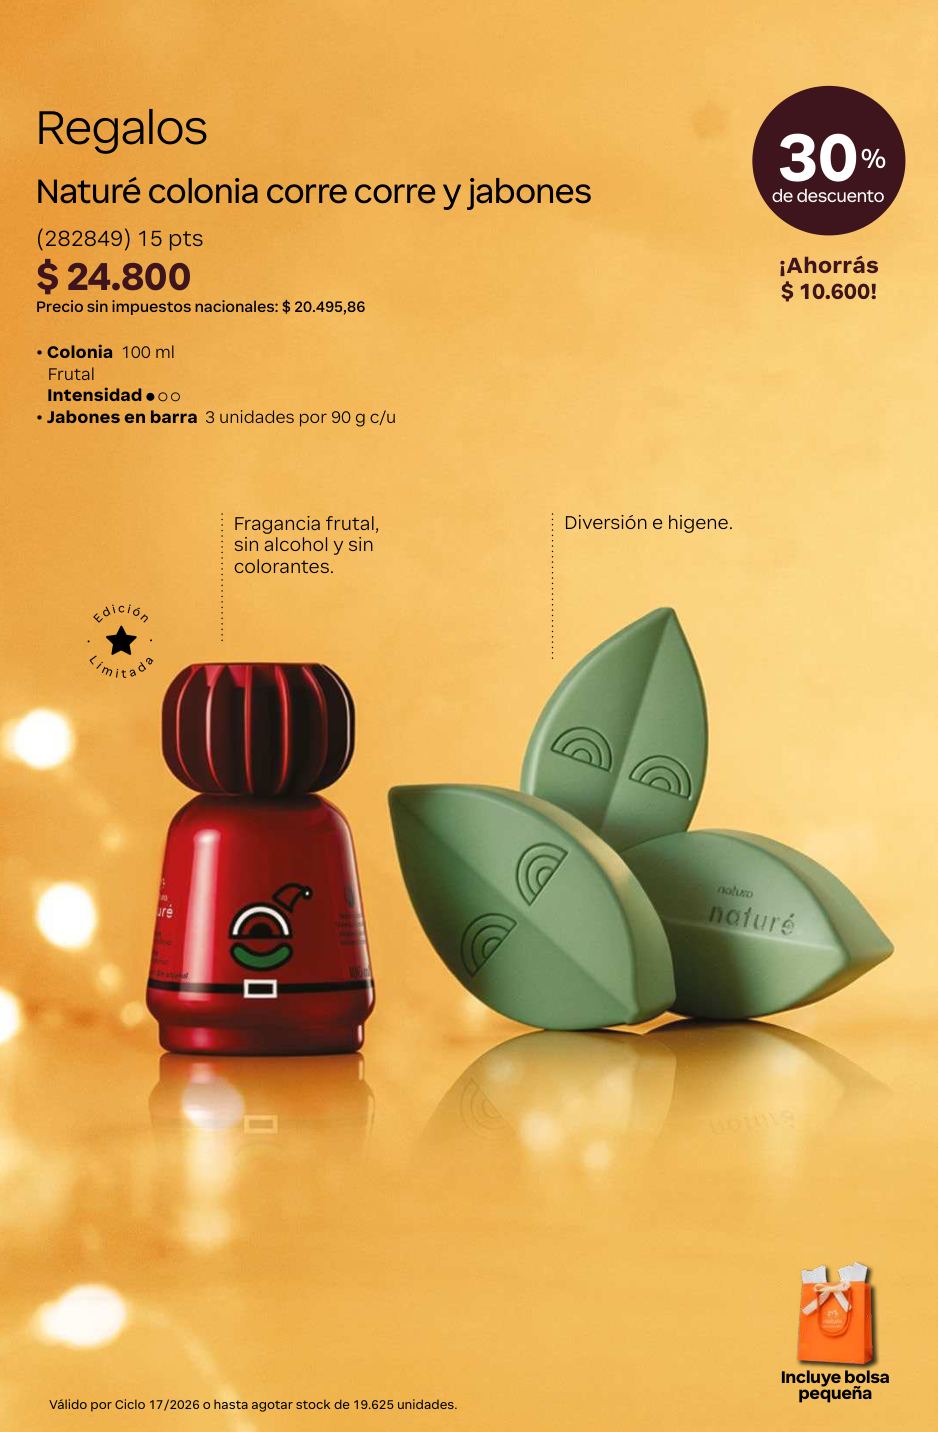 Regalos
Naturé colonia corre corre y jabones
(282849) 15 pts
$ 24.800
Precio sin impuestos nacionales: $ 20.495,86
30%
de descuento
¡Ahorrás
$ 10.600!
• Colonia 100 ml
Frutal
Intensidad ●○○
• Jabones en barra 3 unidades por 90 g c/u
Fragancia frutal,
sin alcohol y sin
colorantes.
Diversión e higene.
Edición
Limitada
natura
naturé
Incluye bolsa
pequeña
Válido por Ciclo 17/2026 o hasta agotar stock de 19.625 unidades.